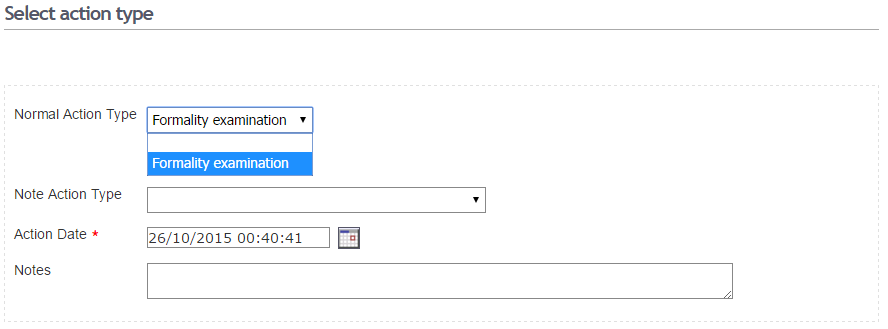 Select action type
Normal Action Type
Formality examination
Formality examination
Note Action Type
Action Date *
26/10/2015 00:40:41
Notes